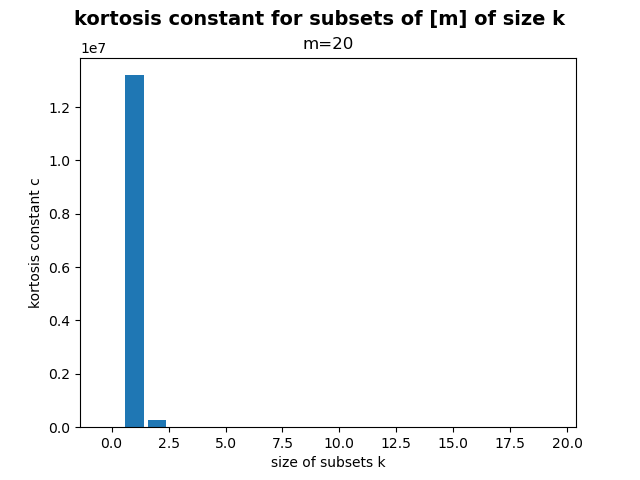 kortosis constant for subsets of [m] of size k
m=20
1e7
1.2
1.0
0.8
0.6
0.4
0.2
0.0
kortosis constant c
0.0 2.5 5.0 7.5 10.0 12.5 15.0 17.5 20.0
size of subsets k